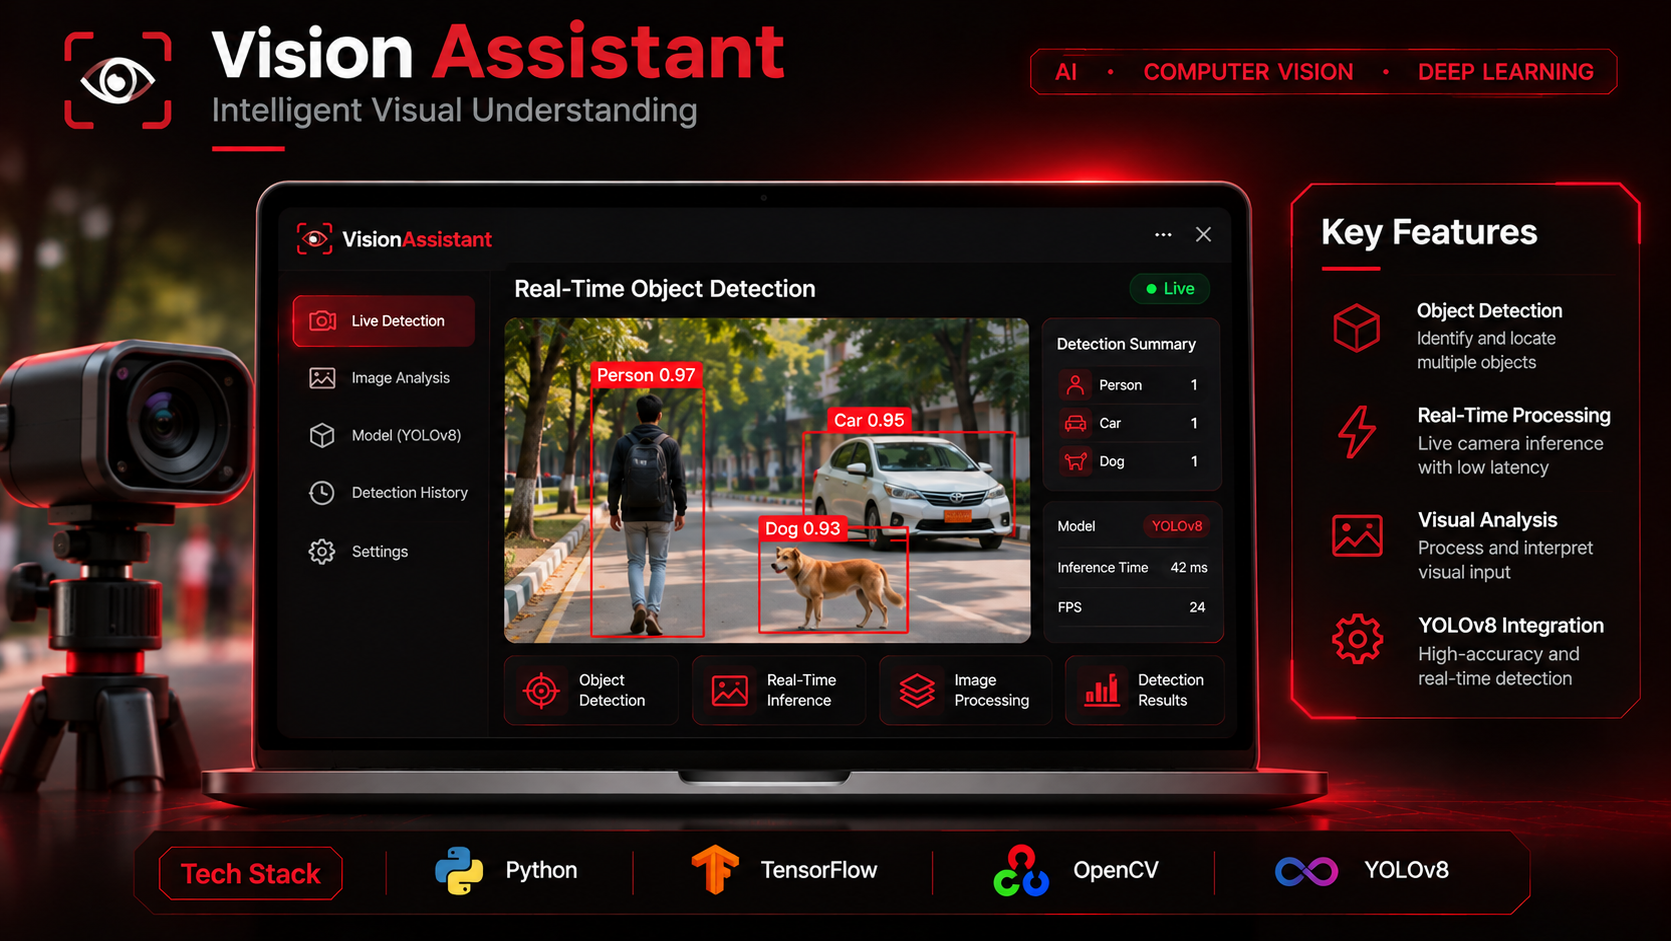 Vision Assistant
Intelligent Visual Understanding
AI • COMPUTER VISION • DEEP LEARNING
VisionAssistant
Live Detection
Image Analysis
Model (YOLOv8)
Detection History
Settings
Real-Time Object Detection
Live
Person 0.97
Car 0.95
Dog 0.93
Detection Summary
Person 1
Car 1
Dog 1
Model YOLOv8
Inference Time 42 ms
FPS 24
Object
Detection
Real-Time
Inference
Image
Processing
Detection
Results
Key Features
Object Detection
Identify and locate
multiple objects
Real-Time Processing
Live camera inference
with low latency
Visual Analysis
Process and interpret
visual input
YOLOv8 Integration
High-accuracy and
real-time detection
Tech Stack
Python
TensorFlow
OpenCV
YOLOv8